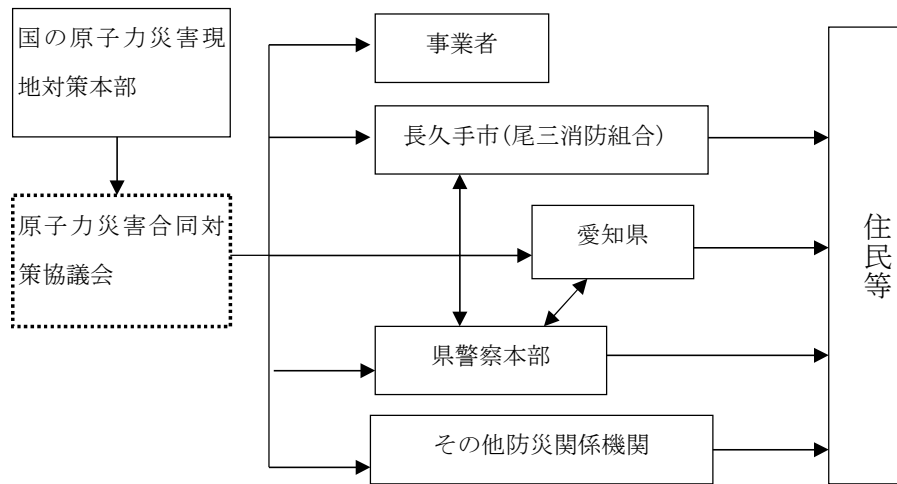 国の原子力災害現
地対策本部
事業者
長久手市(尾三消防組合)
原子力災害合同対
策協議会
愛知県
県警察本部
その他防災関係機関
住民等